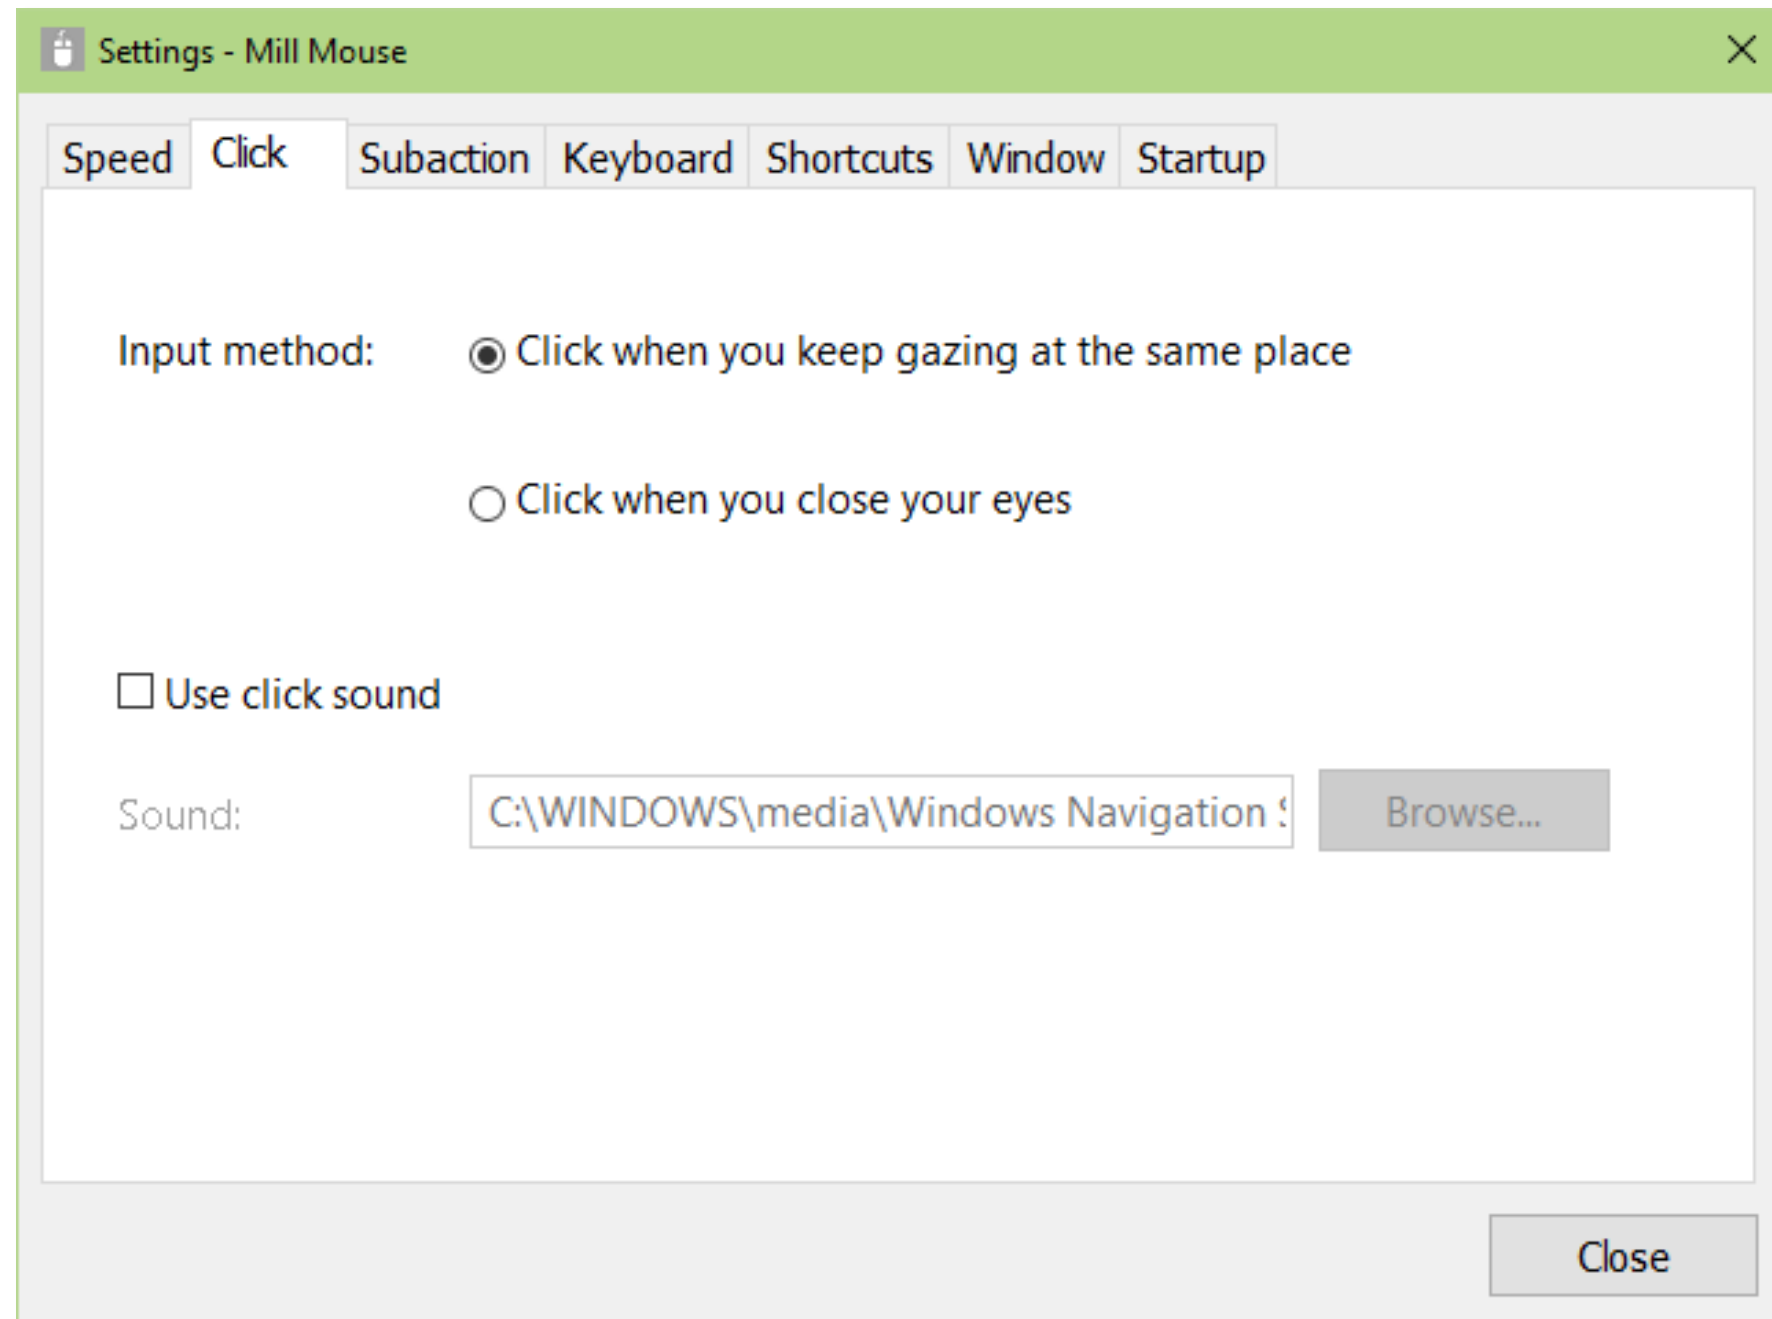 Settings - Mill Mouse
Speed Click Subaction Keyboard Shortcuts Window Startup
Input method: Click when you keep gazing at the same place
Click when you close your eyes
Use click sound
Sound: C:\WINDOWS\media\Windows Navigation Browse...
Close